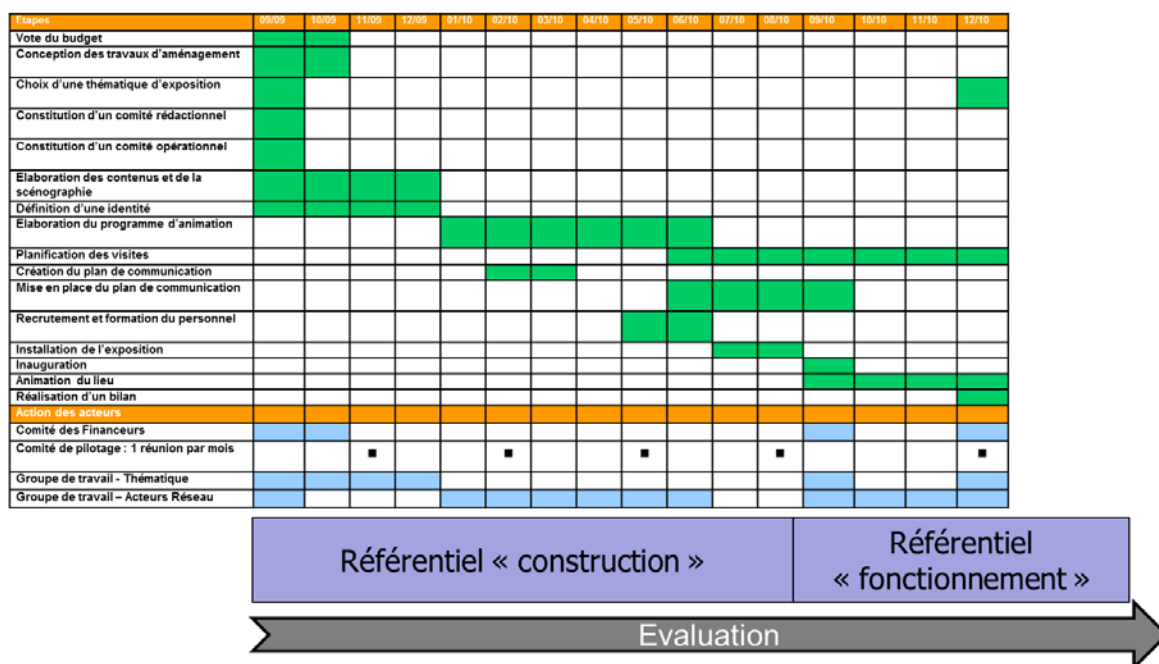 Etapes 09/09 10/09 11/09 12/09 01/10 02/10 03/10 04/10 05/10 06/10 07/10 08/10 09/10 10/10 11/10 12/10
Vote du budget
Conception des travaux d'aménagement
Choix d'une thématique d'exposition
Constitution d'un comité rédactionnel
Constitution d'un comité opérationnel
Elaboration des contenus et de la
scénographie
Définition d'une identité
Elaboration du programme d'animation
Planification des visites
Création du plan de communication
Mise en place du plan de communication
Recrutement et formation du personnel
Installation de l'exposition
Inauguration
Animation du lieu
Réalisation d'un bilan
Action des acteurs
Comité des Financeurs
Comité de pilotage : 1 réunion par mois
Groupe de travail - Thématique
Groupe de travail – Acteurs Réseau
Référentiel « construction »
Référentiel
« fonctionnement »
Evaluation